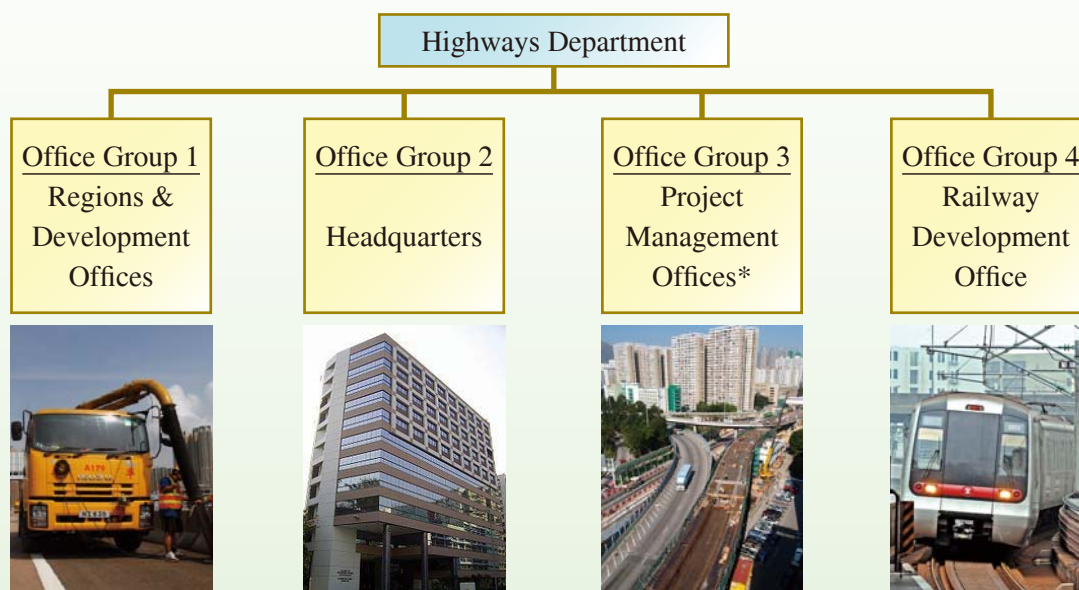 Highways Department
Office Group 1
Regions &
Development
Offices
Office Group 2
Headquarters
Office Group 3
Project
Management
Offices*
Office Group 4
Railway
Development
Office
A179